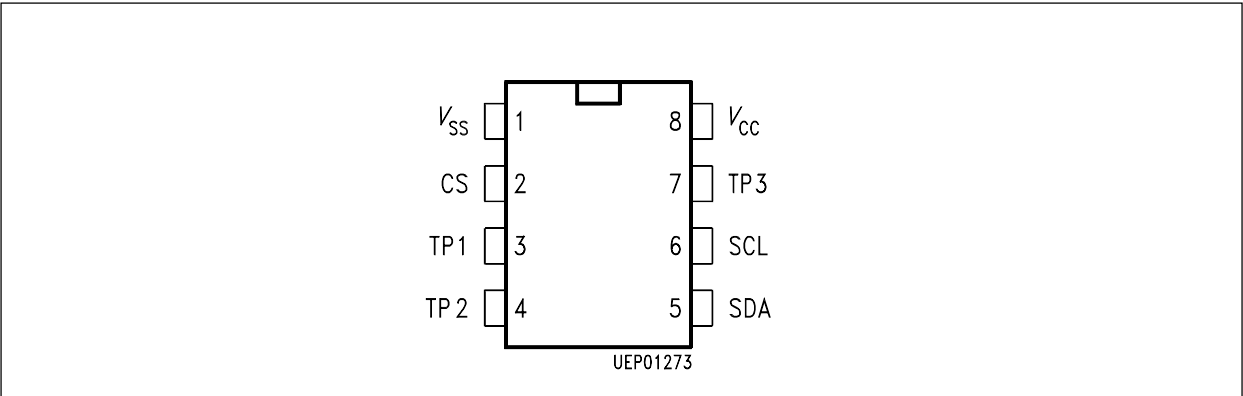 VSS 1 8 VCC
CS 2 7 TP3
TP1 3 6 SCL
TP2 4 5 SDA
UEP01273